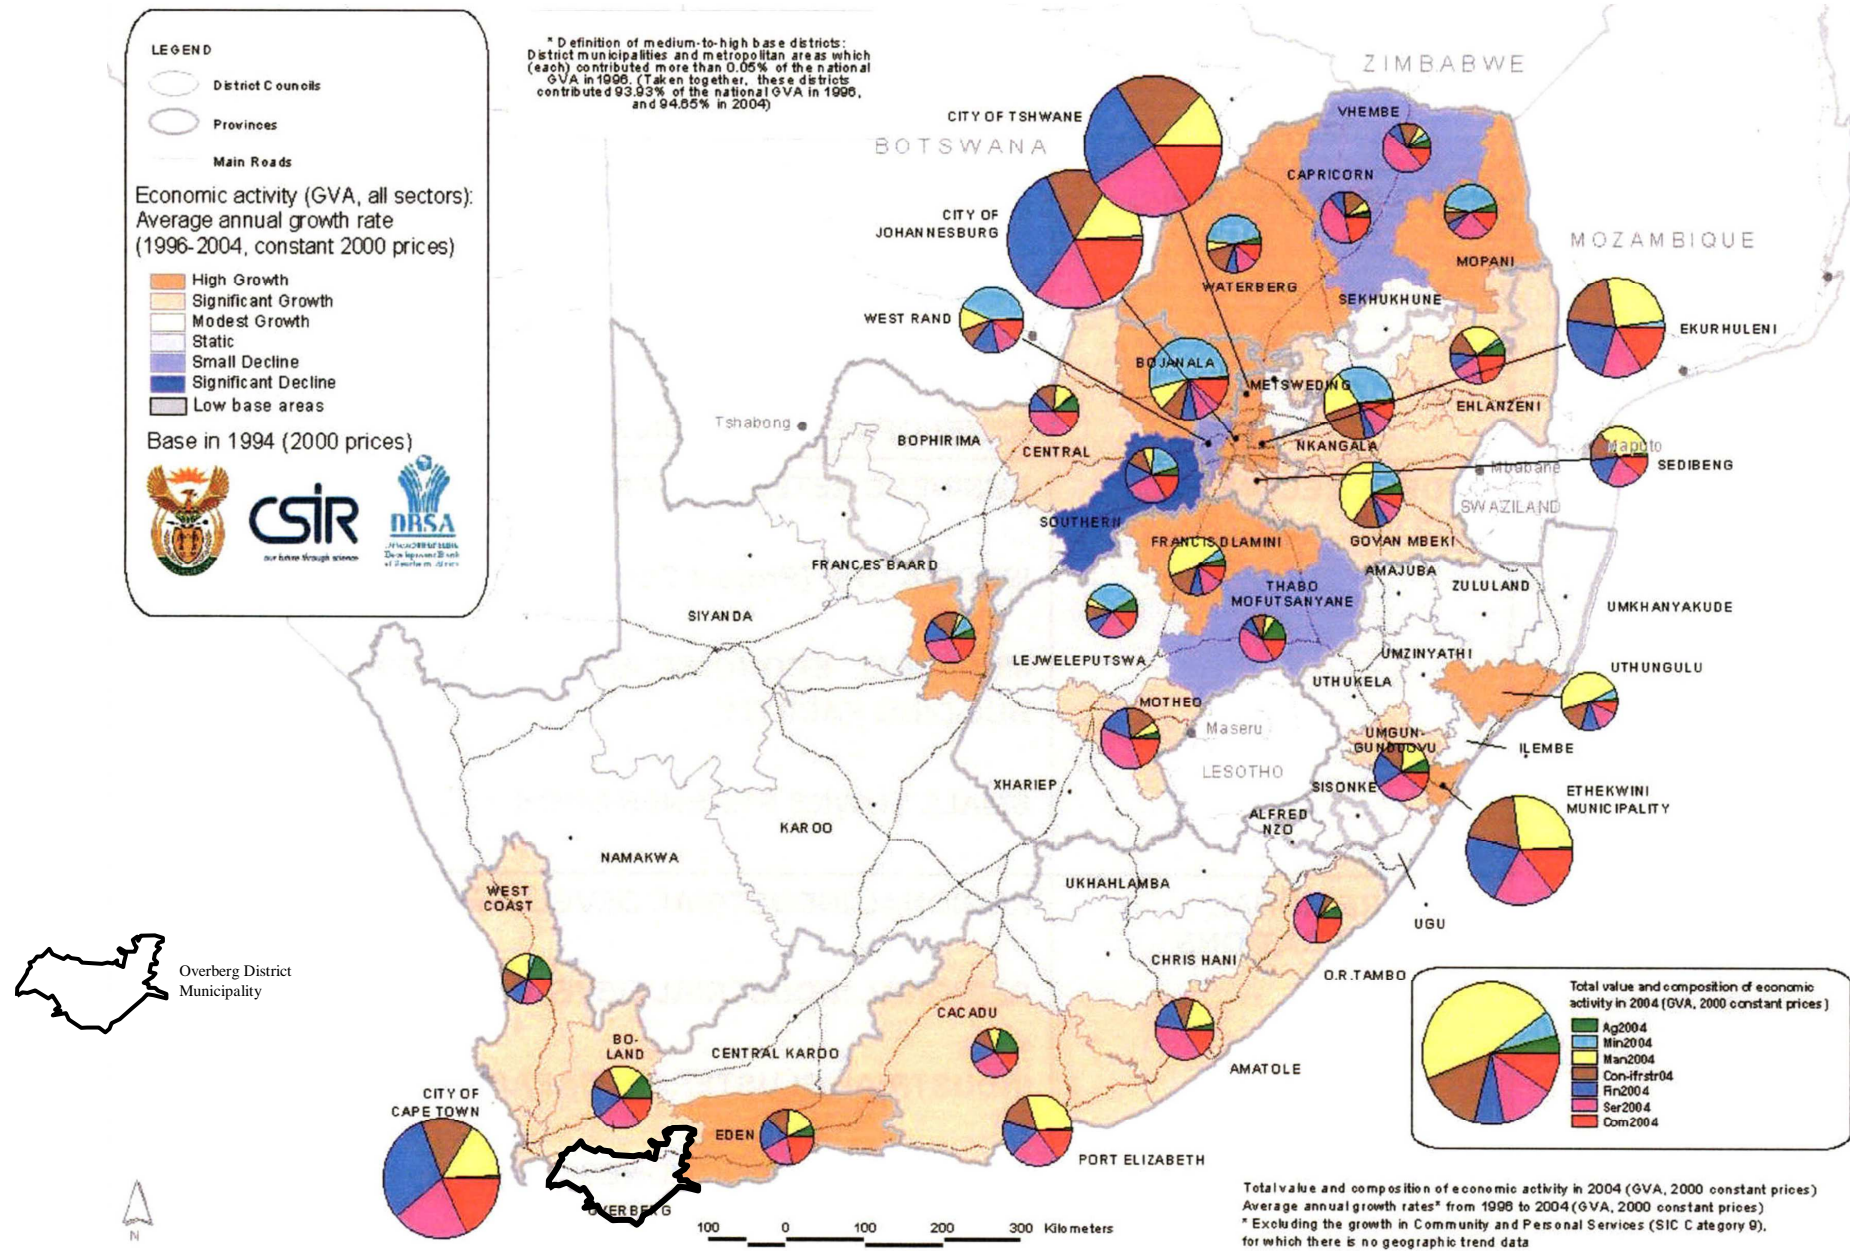 LEGEND
District Councils
Provinces
Main Roads
Economic activity (GVA, all sectors):
Average annual growth rate
(1996-2004, constant 2000 prices)
High Growth
Significant Growth
Modest Growth
Static
Small Decline
Significant Decline
Low base areas
Base in 1994 (2000 prices)
CSIR
our future through science
DBSA
Development Bank
of Southern Africa
* Definition of medium-to-high base districts:
District municipalities and metropolitan areas which
(each) contributed more than 0.05% of the national
GVA in 1996. (Taken together, these districts
contributed 93.93% of the national GVA in 1996,
and 94.65% in 2004)
ZIMBABWE
BOTSWANA
MOZAMBIQUE
CITY OF TSHWANE
CITY OF
JOHANNESBURG
VHEMBE
CAPRICORN
MOPANI
WATERBERG
SEKHUKHUNE
WEST RAND
EKURHULENI
BOJANALA
METSWEDING
EHLANZENI
Tshabong
BOPHIRIMA
CENTRAL
NKANGALA
Maputo
SEDIBENG
Mbabane
SWAZILAND
SOUTHERN
FRANCIS DLAMINI
GOVAN MBEKI
FRANCES BAARD
AMAJUBA
ZULULAND
THABO
MOFUTSANYANE
UMKHANYAKUDE
SIYANDA
LEJWELEPUTSWA
UMZINYATHI
UTHUNGULU
UTHUKELA
MOTHEO
Maseru
UMGUN-
GUNDLOVU
ILEMBE
LESOTHO
XHARIEP
SISONKE
ETHEKWINI
MUNICIPALITY
ALFRED
NZO
KAROO
NAMAKWA
WEST
COAST
UKHAHLAMBA
UGU
CHRIS HANI
O.R.TAMBO
Overberg District
Municipality
CACADU
BO-
LAND
CENTRAL KAROO
AMATOLE
CITY OF
CAPE TOWN
EDEN
PORT ELIZABETH
OVERBERG
Total value and composition of economic
activity in 2004 (GVA, 2000 constant prices)
Ag2004
Min2004
Man2004
Con-ifrstr04
Fin2004
Ser2004
Com2004
N
100 0 100 200 300 Kilometers
Total value and composition of economic activity in 2004 (GVA, 2000 constant prices)
Average annual growth rates* from 1996 to 2004 (GVA, 2000 constant prices)
* Excluding the growth in Community and Personal Services (SIC Category 9),
for which there is no geographic trend data